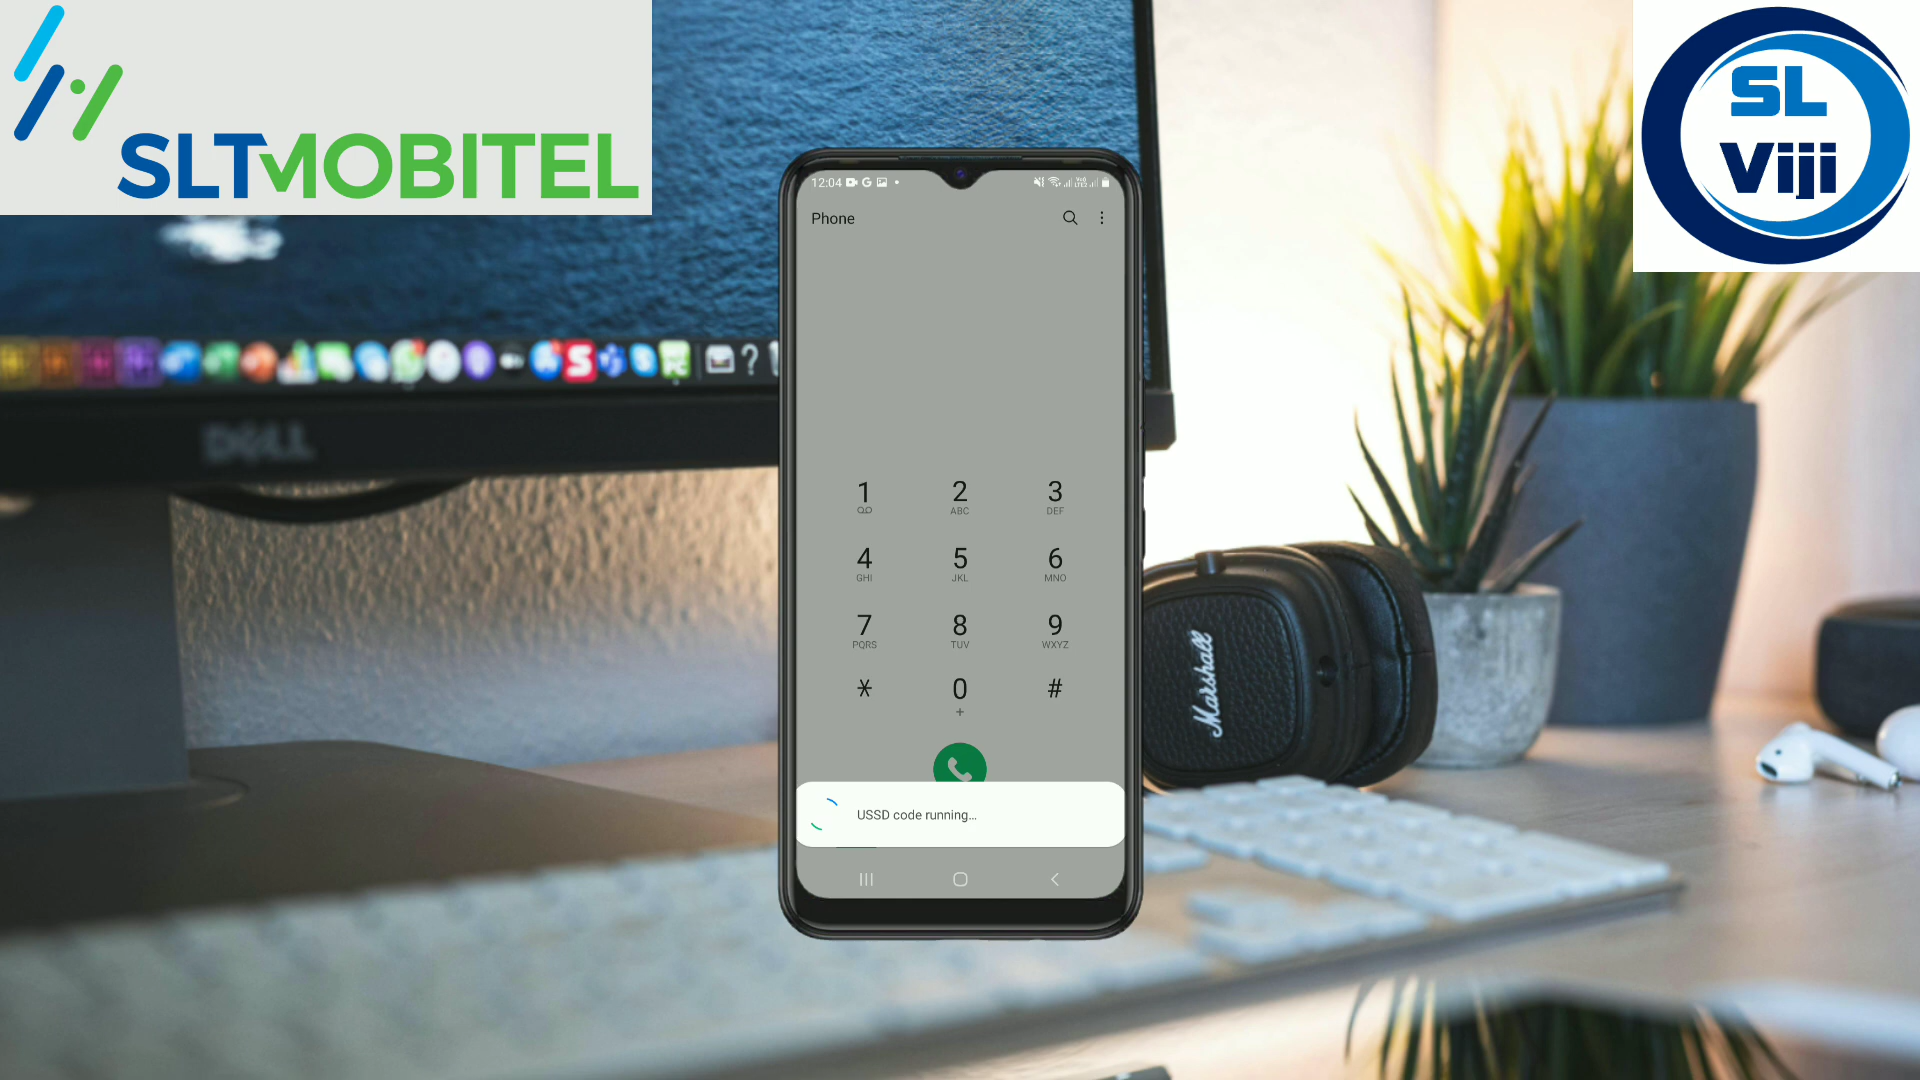 SLTMOBITEL
SL
Viji
12:04
Phone
1
2
ABC
3
DEF
4
GHI
5
JKL
6
MNO
7
PQRS
8
TUV
9
WXYZ
*
0
+
#
USSD code running...
DELL
Marshall